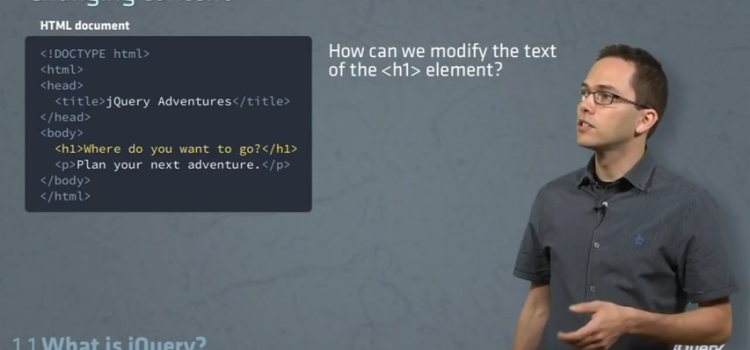 Changing Content
HTML document
<!DOCTYPE html>
<html>
<head>
<title>jQuery Adventures</title>
</head>
<body>
<h1>Where do you want to go?</h1>
<p>Plan your next adventure.</p>
</body>
</html>
How can we modify the text
of the <h1> element?
1.1 What is jQuery?
jQuery